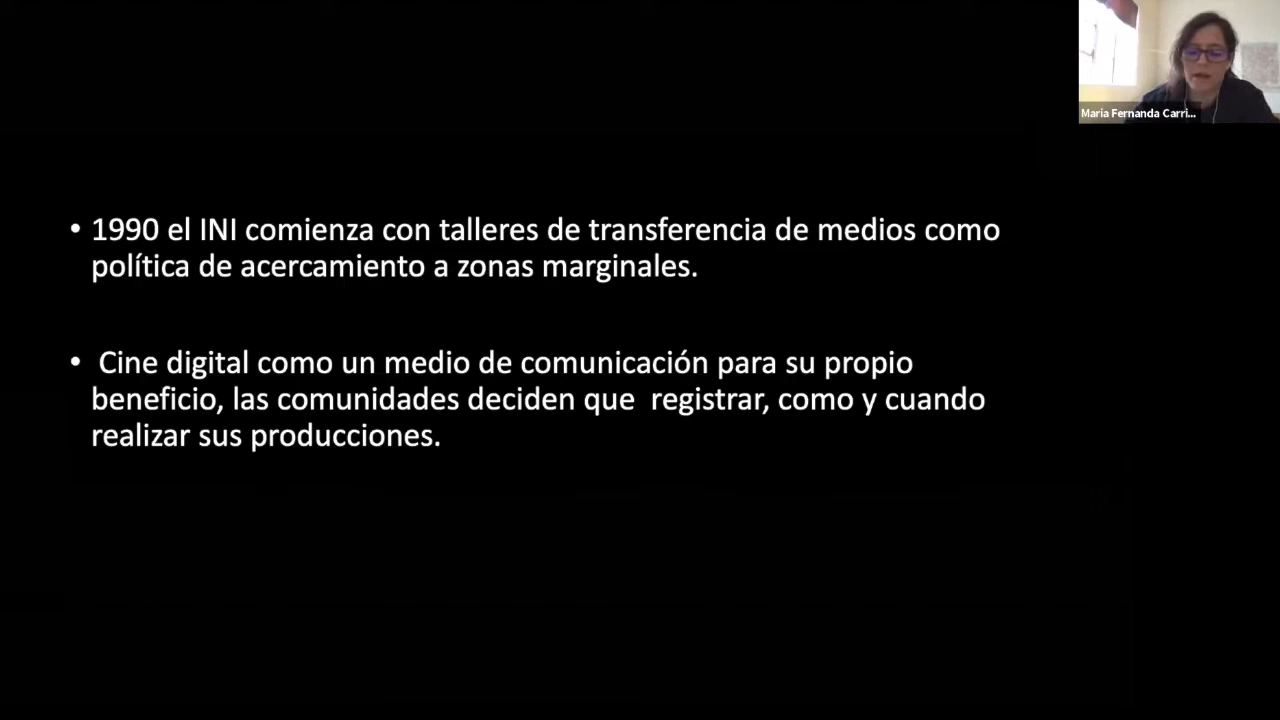 Maria Fernanda Carri...
• 1990 el INI comienza con talleres de transferencia de medios como
política de acercamiento a zonas marginales.
• Cine digital como un medio de comunicación para su propio
beneficio, las comunidades deciden que  registrar, como y cuando
realizar sus producciones.